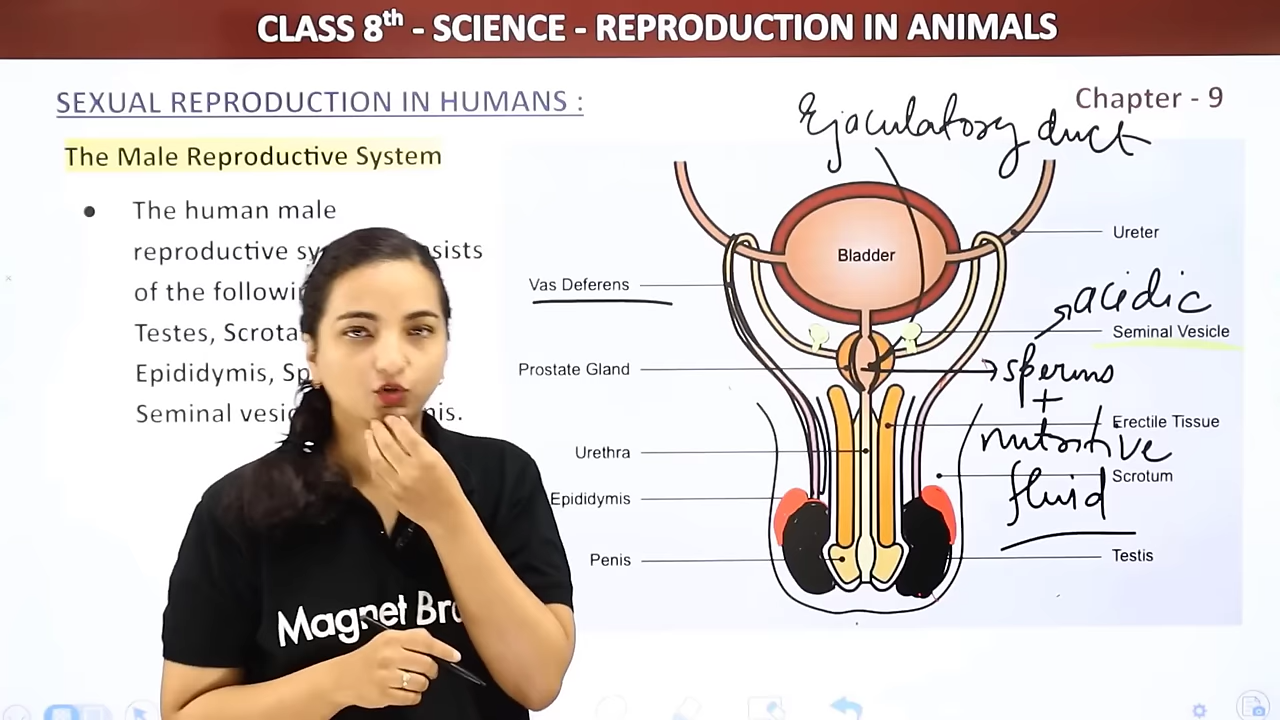 CLASS 8th - SCIENCE - REPRODUCTION IN ANIMALS
SEXUAL REPRODUCTION IN HUMANS :
Chapter - 9
The Male Reproductive System
● The human male
reproductive sy sists
of the followi
Testes, Scrota
Epididymis, Sp
Seminal vesic nis.
Ejaculatory duct
Bladder
Ureter
Vas Deferens
acidic
Seminal Vesicle
Prostate Gland
sperms
+
Erectile Tissue
nutritive
Urethra
Scrotum
fluid
Epididymis
Penis
Testis
Magnet Bro